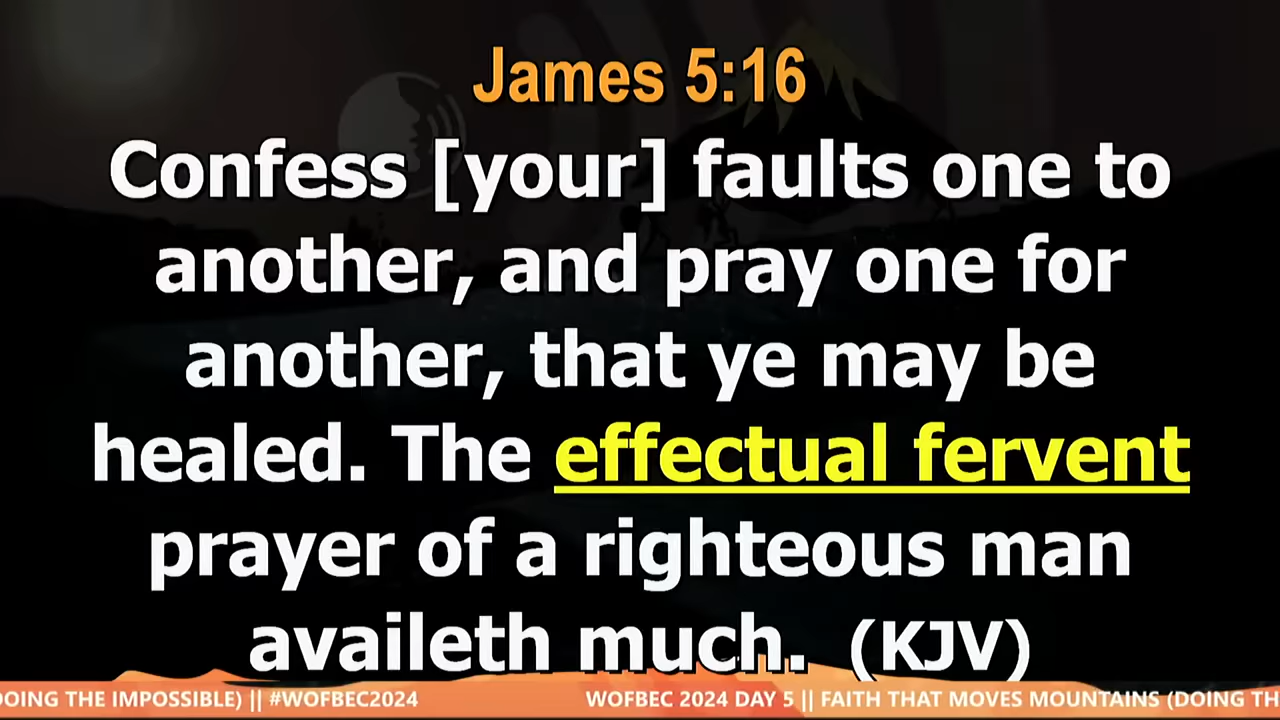 James 5:16
Confess [your] faults one to
another, and pray one for
another, that ye may be
healed. The effectual fervent
prayer of a righteous man
availeth much. (KJV)
DOING THE IMPOSSIBLE) || #WOFBEC2024 WOFBEC 2024 DAY 5 || FAITH THAT MOVES MOUNTAINS (DOING TH